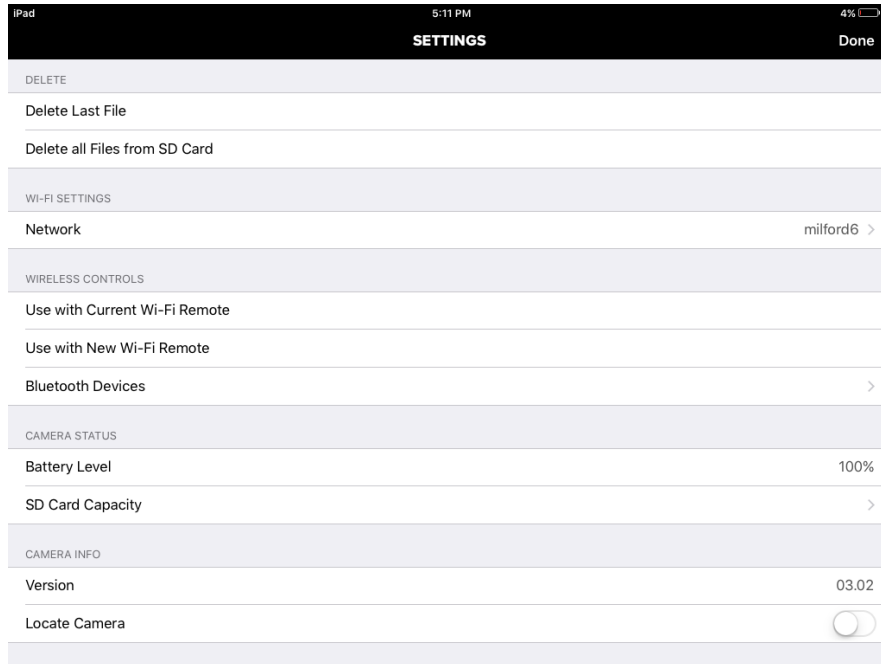 iPad 5:11 PM 4%
SETTINGS Done
DELETE
Delete Last File
Delete all Files from SD Card
WI-FI SETTINGS
Network milford6
WIRELESS CONTROLS
Use with Current Wi-Fi Remote
Use with New Wi-Fi Remote
Bluetooth Devices
CAMERA STATUS
Battery Level 100%
SD Card Capacity
CAMERA INFO
Version 03.02
Locate Camera